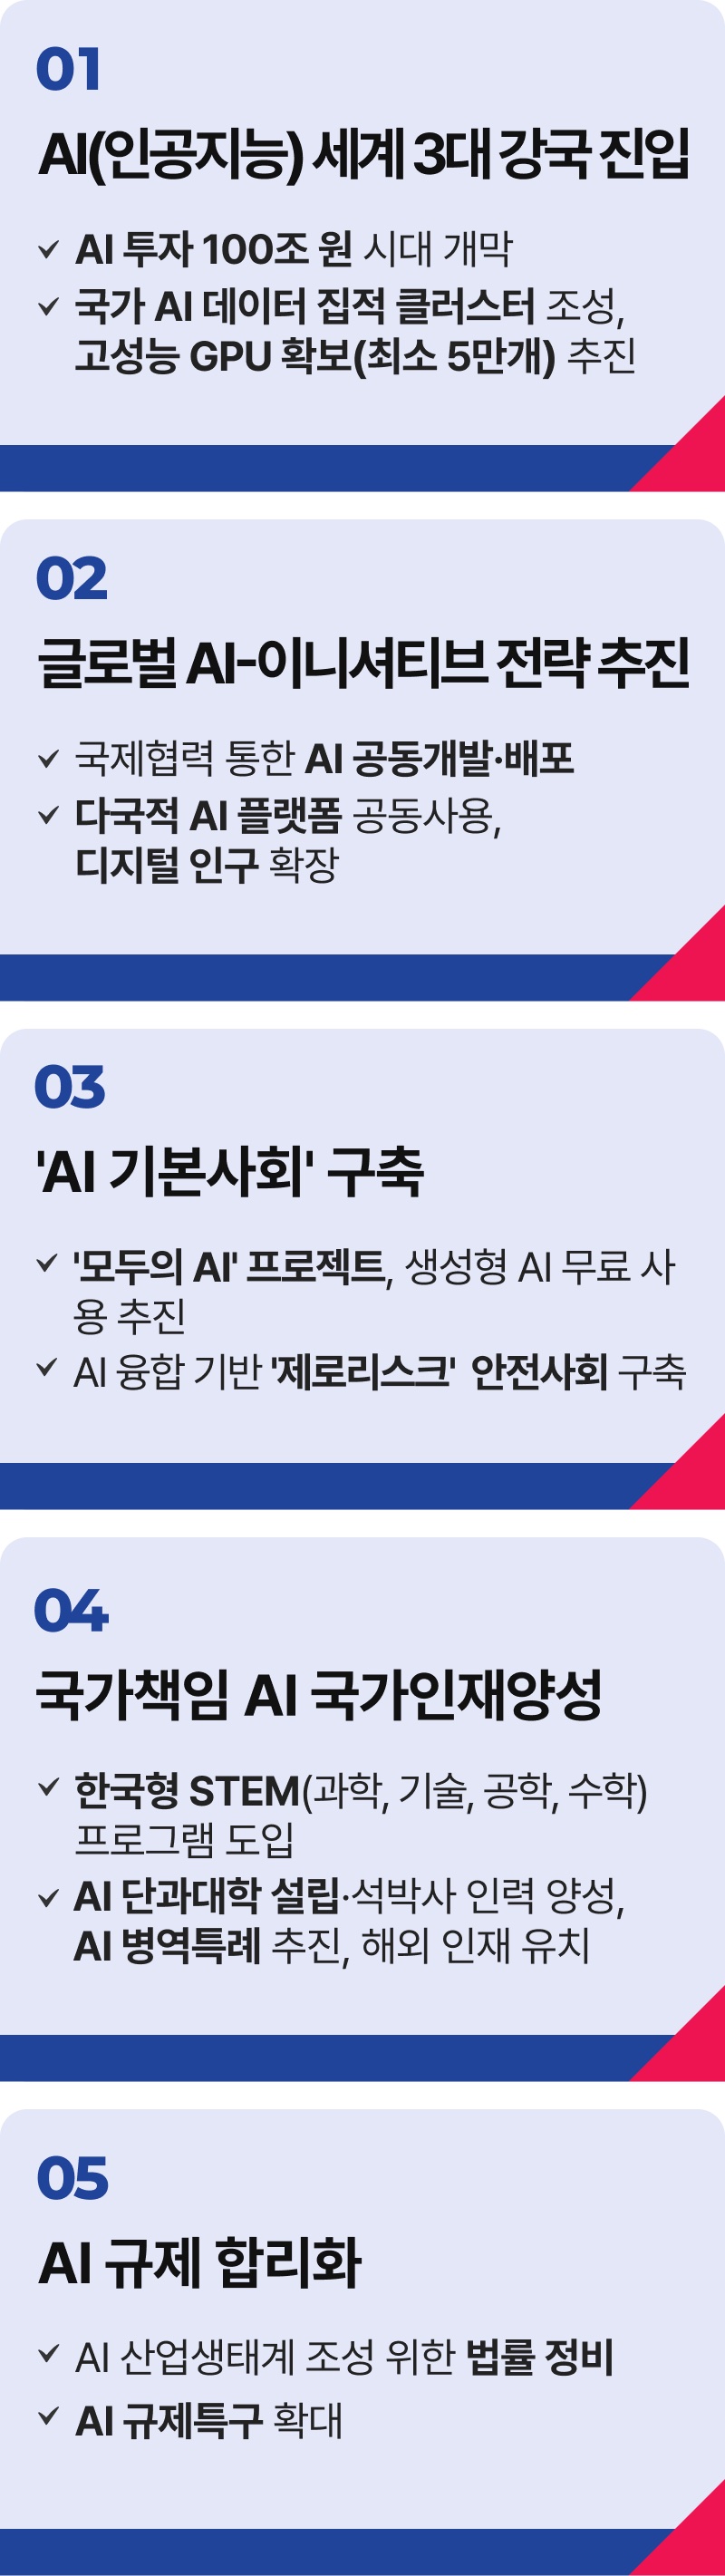 01
AI(인공지능) 세계 3대 강국 진입
AI 투자 100조 원 시대 개막
국가 AI 데이터 집적 클러스터 조성,
고성능 GPU 확보(최소 5만개) 추진
02
글로벌 AI-이니셔티브 전략 추진
국제협력 통한 AI 공동개발·배포
다국적 AI 플랫폼 공동사용,
디지털 인구 확장
03
'AI 기본사회' 구축
'모두의 AI' 프로젝트, 생성형 AI 무료 사
용 추진
AI 융합 기반 '제로리스크' 안전사회 구축
04
국가책임 AI 국가인재양성
한국형 STEM(과학, 기술, 공학, 수학)
프로그램 도입
AI 단과대학 설립·석박사 인력 양성,
AI 병역특례 추진, 해외 인재 유치
05
AI 규제 합리화
AI 산업생태계 조성 위한 법률 정비
AI 규제특구 확대